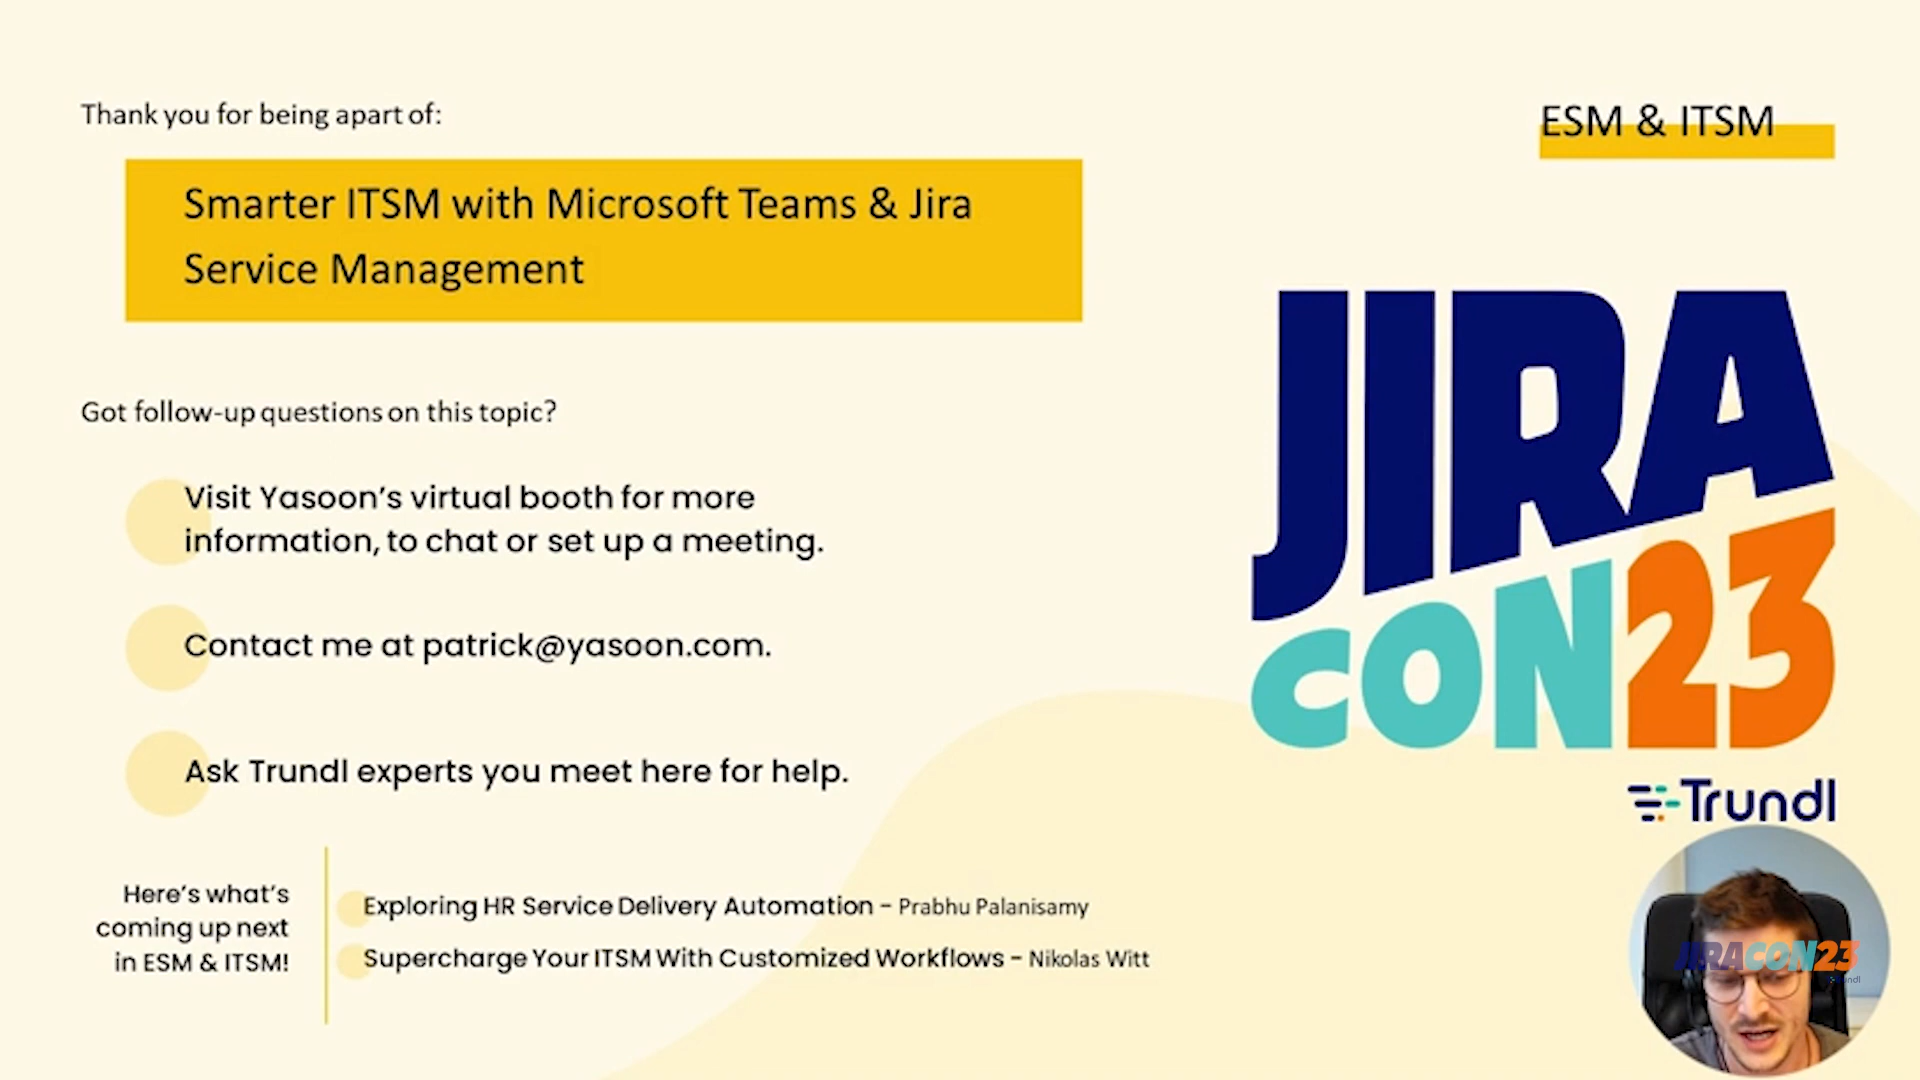 Thank you for being apart of:
ESM & ITSM
Smarter ITSM with Microsoft Teams & Jira
Service Management
Got follow-up questions on this topic?
Visit Yasoon's virtual booth for more
information, to chat or set up a meeting.
Contact me at patrick@yasoon.com.
Ask Trundl experts you meet here for help.
JIRA
CON23
Trundl
Here's what's
coming up next
in ESM & ITSM!
Exploring HR Service Delivery Automation – Prabhu Palanisamy
Supercharge Your ITSM With Customized Workflows – Nikolas Witt
JIRACON23